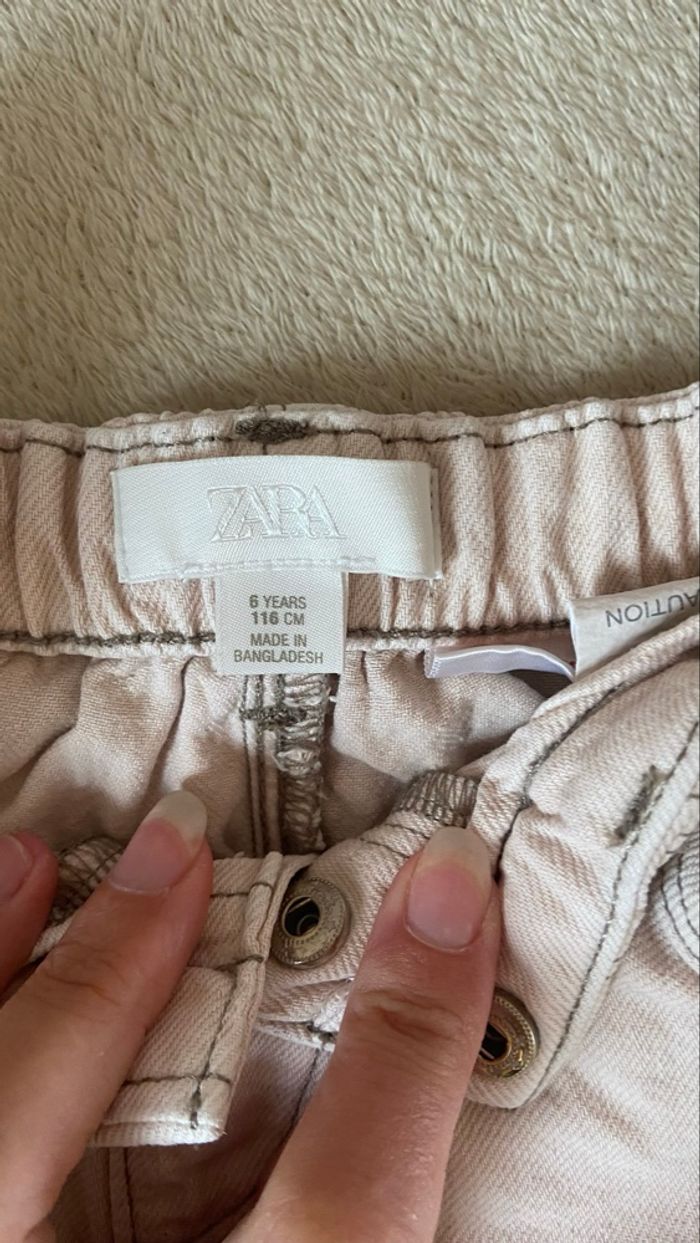 ZARA
6 YEARS
116 CM
MADE IN
BANGLADESH
AUTION